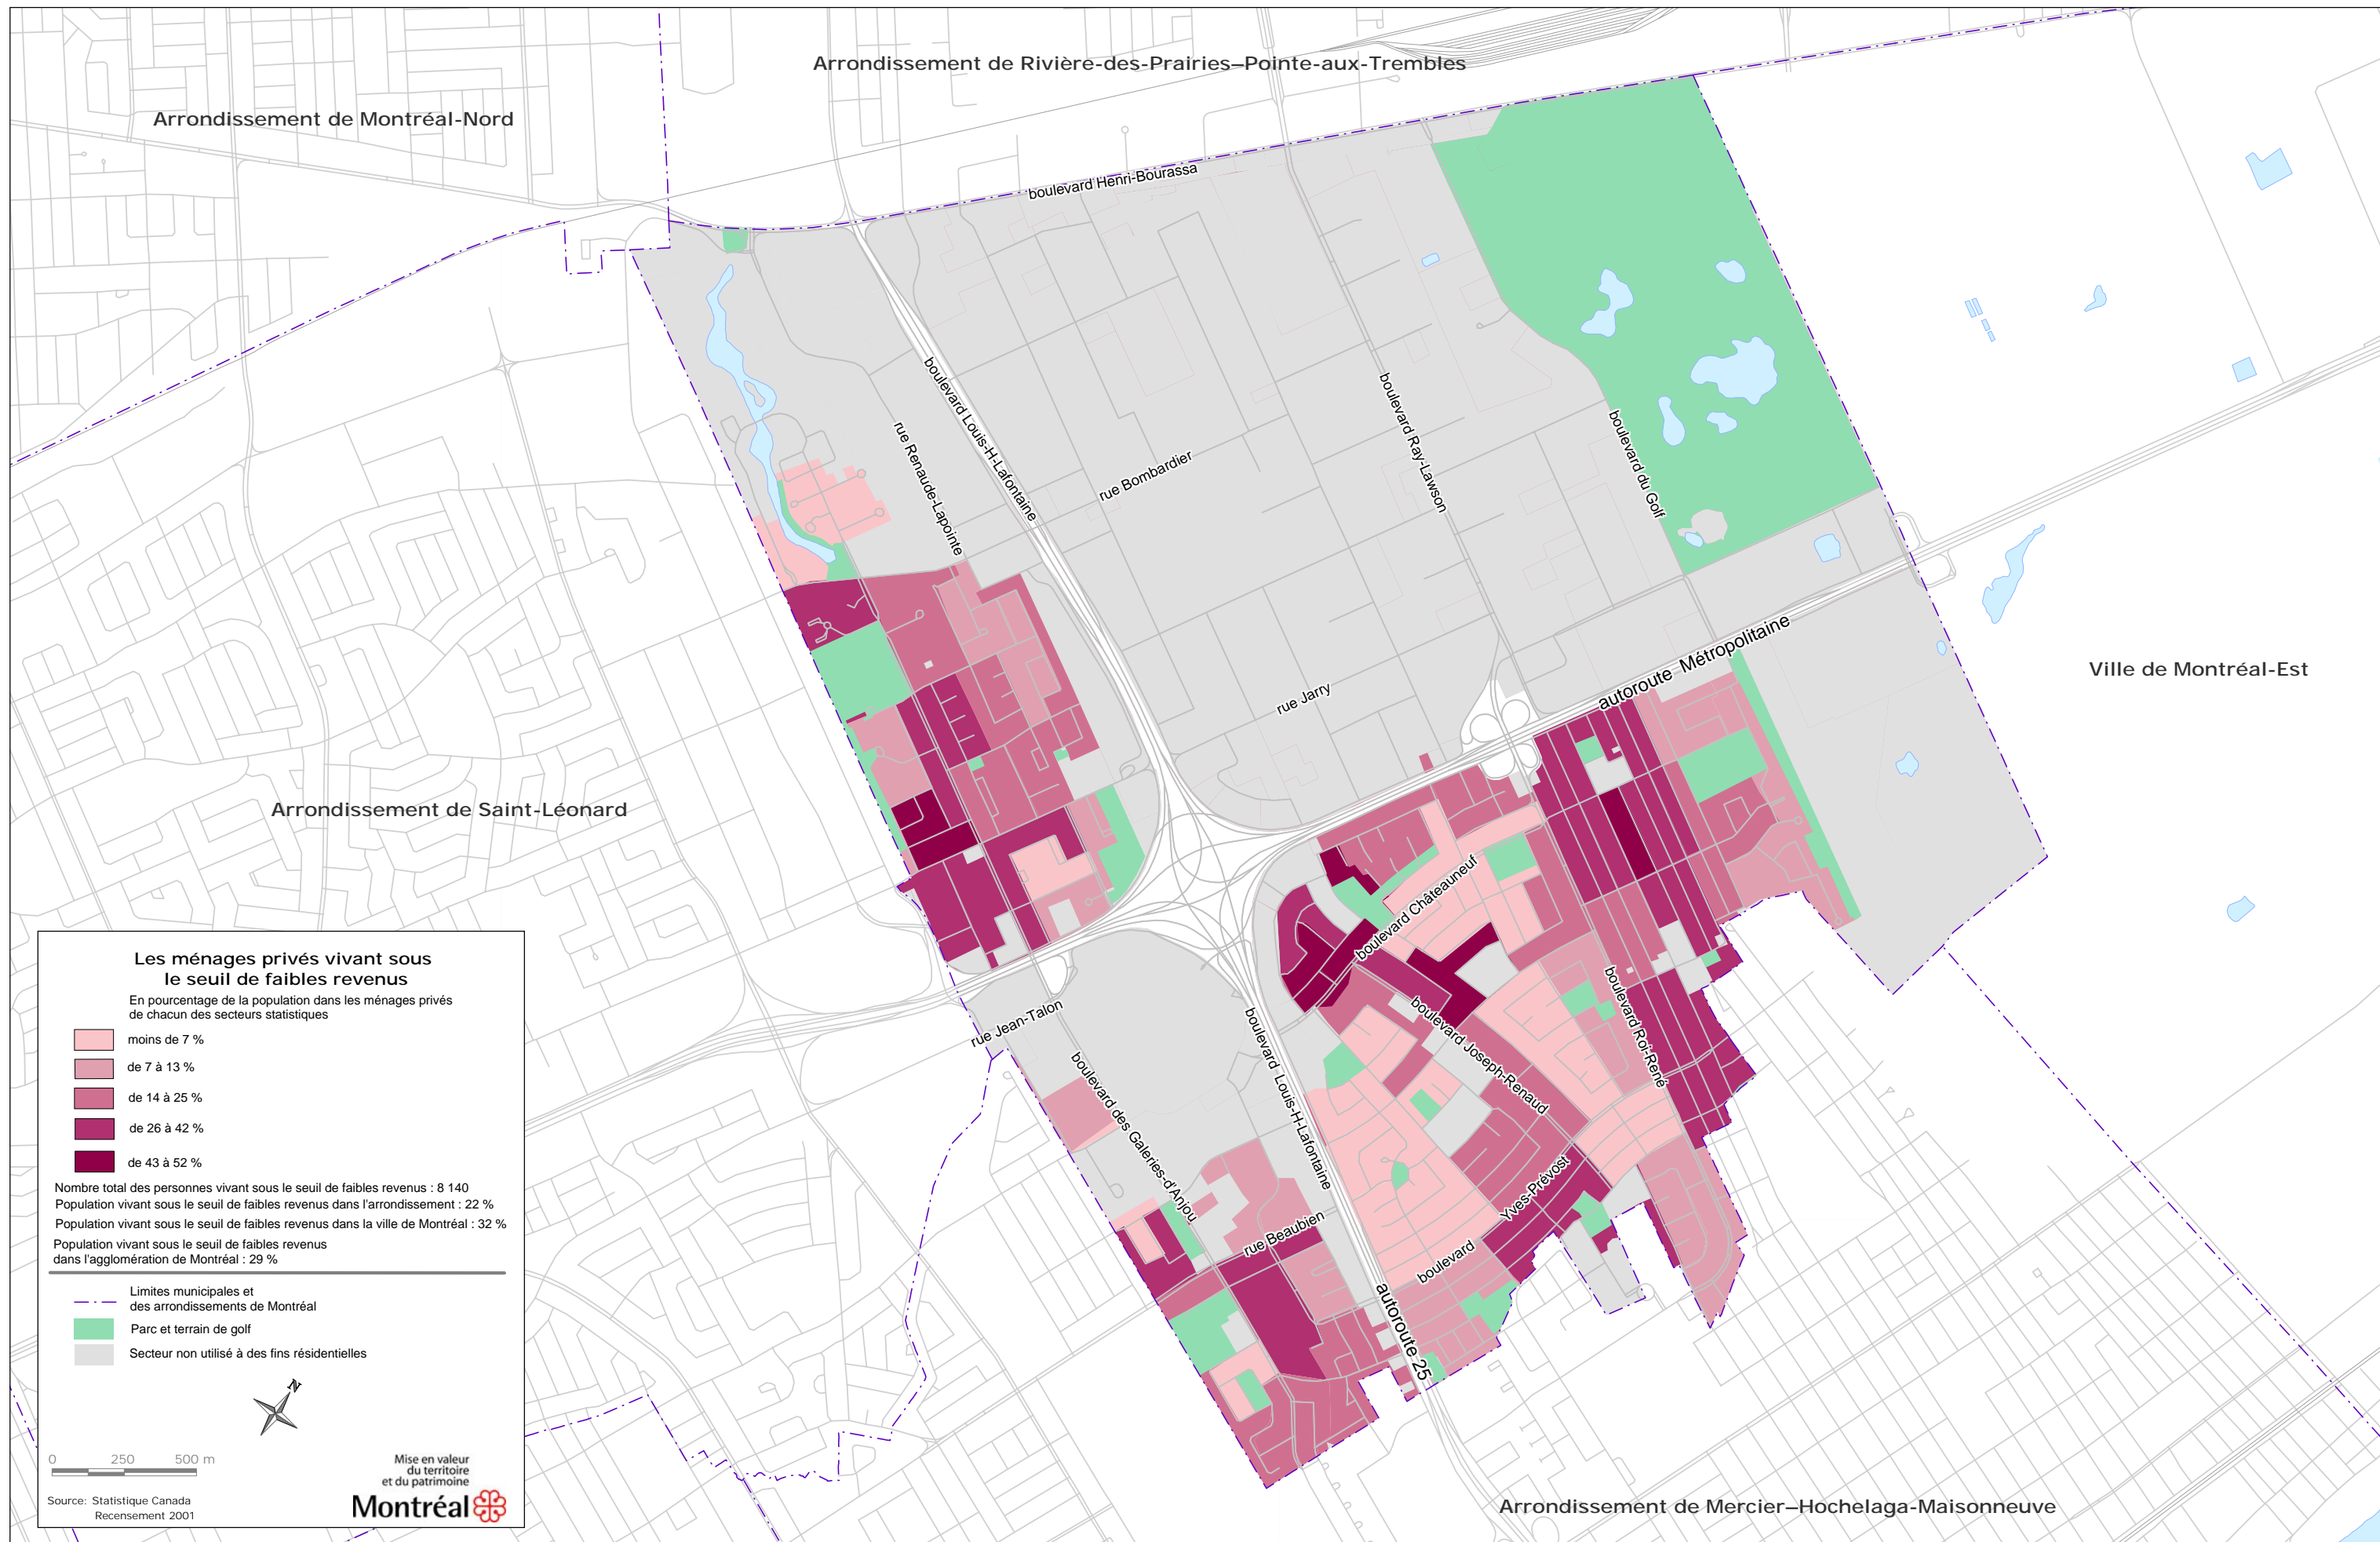 Arrondissement de Rivière-des-Prairies–Pointe-aux-Trembles
Arrondissement de Montréal-Nord
boulevard Henri-Bourassa
boulevard Louis-H-Lafontaine
rue Renaude-Lapointe
rue Bombardier
boulevard Ray-Lawson
boulevard du Golf
autoroute Métropolitaine
Ville de Montréal-Est
rue Jarry
Arrondissement de Saint-Léonard
boulevard Châteauneuf
boulevard Roi-René
boulevard Joseph-Renaud
rue Jean-Talon
boulevard des Galeries-d'Anjou
boulevard Louis-H-Lafontaine
rue Beaubien
boulevard Yves-Prévost
autoroute 25
Arrondissement de Mercier–Hochelaga-Maisonneuve
Les ménages privés vivant sous
le seuil de faibles revenus
En pourcentage de la population dans les ménages privés
de chacun des secteurs statistiques
moins de 7 %
de 7 à 13 %
de 14 à 25 %
de 26 à 42 %
de 43 à 52 %
Nombre total des personnes vivant sous le seuil de faibles revenus : 8 140
Population vivant sous le seuil de faibles revenus dans l'arrondissement : 22 %
Population vivant sous le seuil de faibles revenus dans la ville de Montréal : 32 %
Population vivant sous le seuil de faibles revenus
dans l'agglomération de Montréal : 29 %
Limites municipales et
des arrondissements de Montréal
Parc et terrain de golf
Secteur non utilisé à des fins résidentielles
N
0 250 500 m
Mise en valeur
du territoire
et du patrimoine
Montréal
Source: Statistique Canada
Recensement 2001